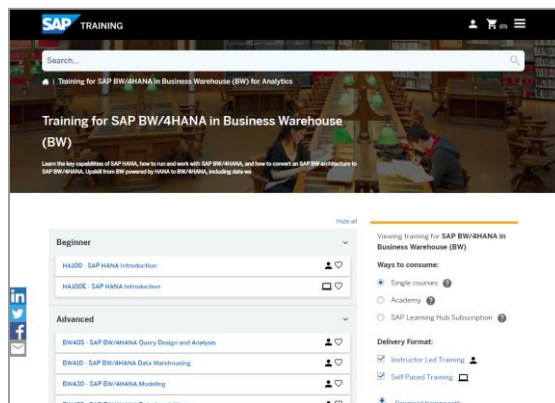 SAP TRAINING
(0)
Search...
| Training for SAP BW/4HANA in Business Warehouse (BW) for Analytics
Training for SAP BW/4HANA in Business Warehouse
(BW)
Learn the key capabilities of SAP HANA, how to run and work with SAP BW/4HANA, and how to convert an SAP BW architecture to
SAP BW/4HANA. Upskill from BW powered by HANA to BW/4HANA, including data wa
Hide all
Beginner
HA100 - SAP HANA Introduction
HA100E - SAP HANA Introduction
Advanced
BW405 - SAP BW/4HANA Query Design and Analysis
BW410 - SAP BW/4HANA Data Warehousing
BW430 - SAP BW/4HANA Modeling
Viewing training for SAP BW/4HANA in
Business Warehouse (BW)
Ways to consume:
Single courses ?
Academy ?
SAP Learning Hub Subscription ?
Delivery Format:
Instructor Led Training
Self Paced Training
in
f